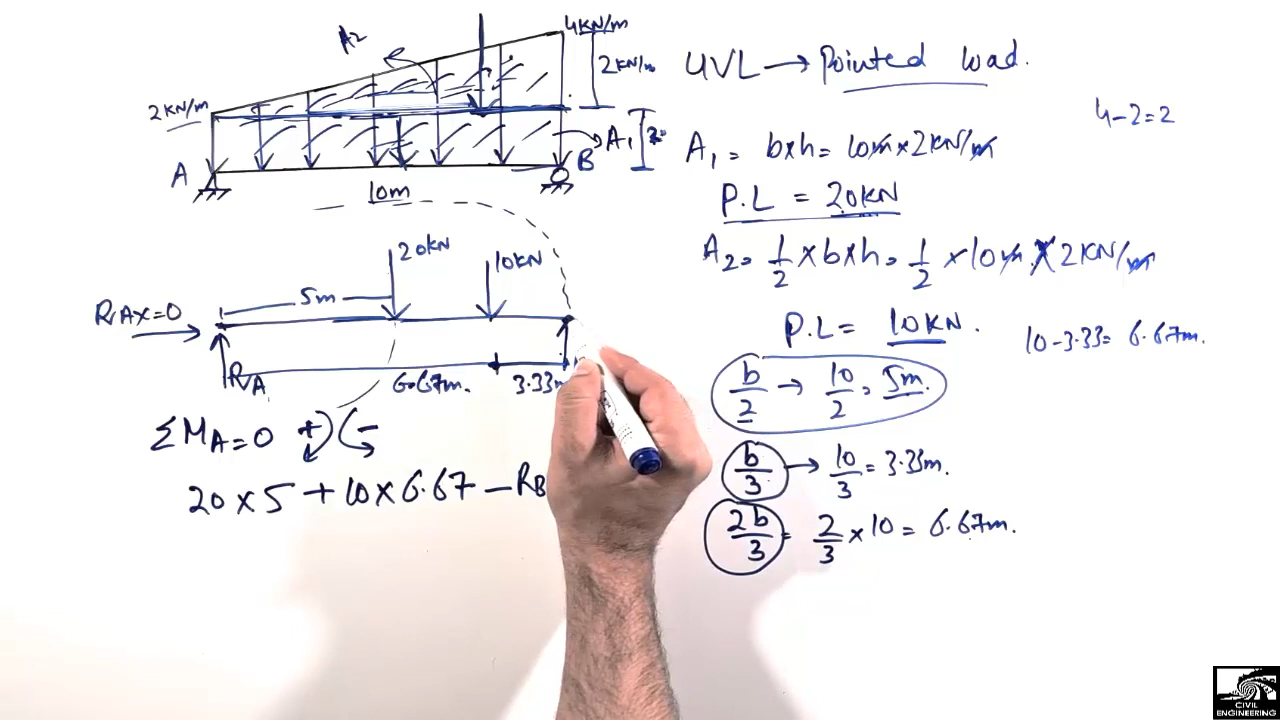 A2
4KN/m
2KN/m
2KN/m
A1
2
A
B
10m
UVL → Pointed load.
4-2=2
A1 = b×h = 10m×2KN/m
P.L = 20KN
A2 = 1/2 × b×h = 1/2 × 10m × 2KN/m
P.L = 10KN.
10-3.33= 6.67m.
b/2 → 10/2 = 5m.
b/3 → 10/3 = 3.33m.
2b/3 = 2/3 × 10 = 6.67m.
20KN
10KN
5m
RAX=0
RA
6.67m.
3.33m
ΣMA=0 +) (-
20×5 + 10×6.67 - RB
CIVIL
ENGINEERING